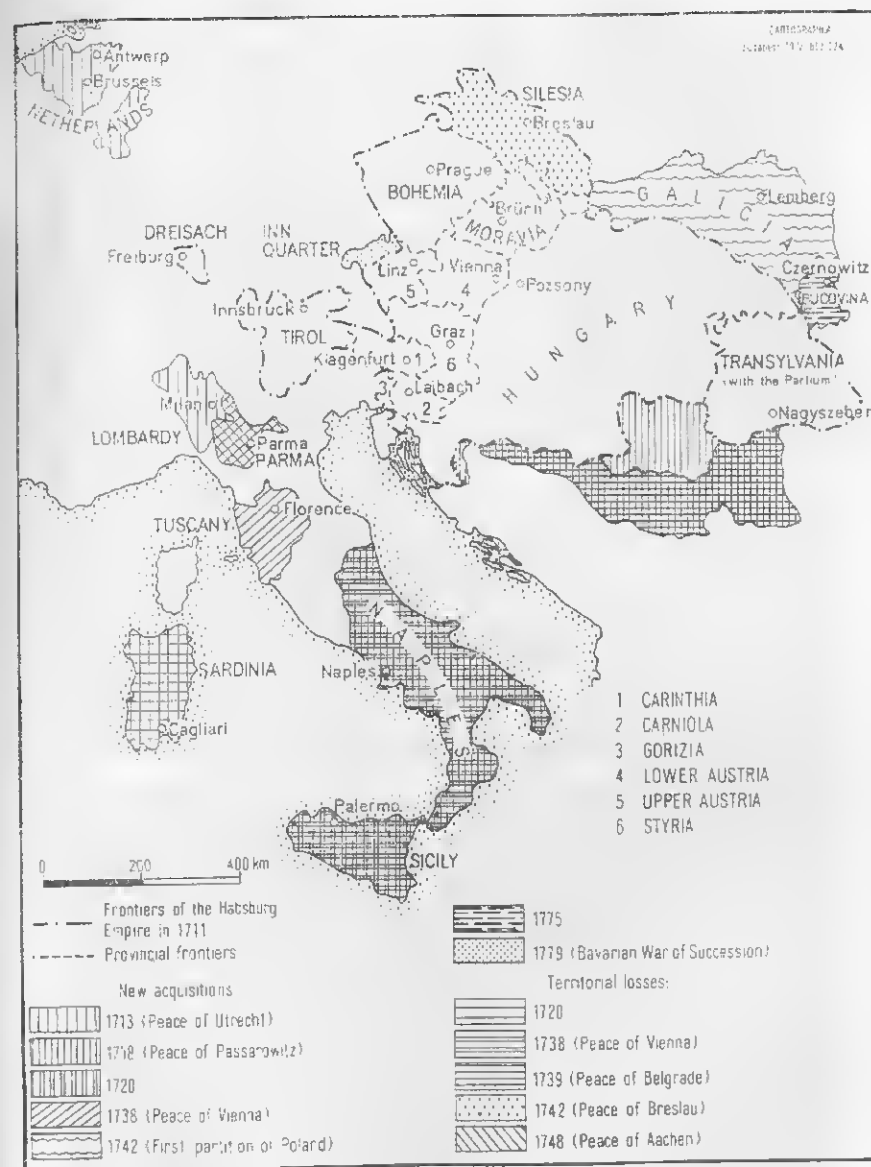 CARTOGRAPHIA
Antwerp
Brussels
NETHERLANDS
SILESIA
Breslau
Prague
BOHEMIA
GALICIA
Lemberg
Brünn
MORAVIA
DREISACH
Freiburg
INN
QUARTER
Linz
5
Vienna
4
Pozsony
Czernowitz
BUCOVINA
HUNGARY
Innsbruck
TIROL
Graz
6
Klagenfurt
1
Laibach
3
2
TRANSYLVANIA
(with the Partium)
Nagyszeben
Milan
LOMBARDY
Parma
PARMA
Florence
TUSCANY
NAPLES
Naples
SARDINIA
Cagliari
Palermo
SICILY
1 CARINTHIA
2 CARNIOLA
3 GORIZIA
4 LOWER AUSTRIA
5 UPPER AUSTRIA
6 STYRIA
0 200 400 km
Frontiers of the Habsburg
Empire in 1711
Provincial frontiers
New acquisitions
1713 (Peace of Utrecht)
1718 (Peace of Passarowitz)
1720
1738 (Peace of Vienna)
1742 (First partition of Poland)
1775
1779 (Bavarian War of Succession)
Territorial losses:
1720
1738 (Peace of Vienna)
1739 (Peace of Belgrade)
1742 (Peace of Breslau)
1748 (Peace of Aachen)